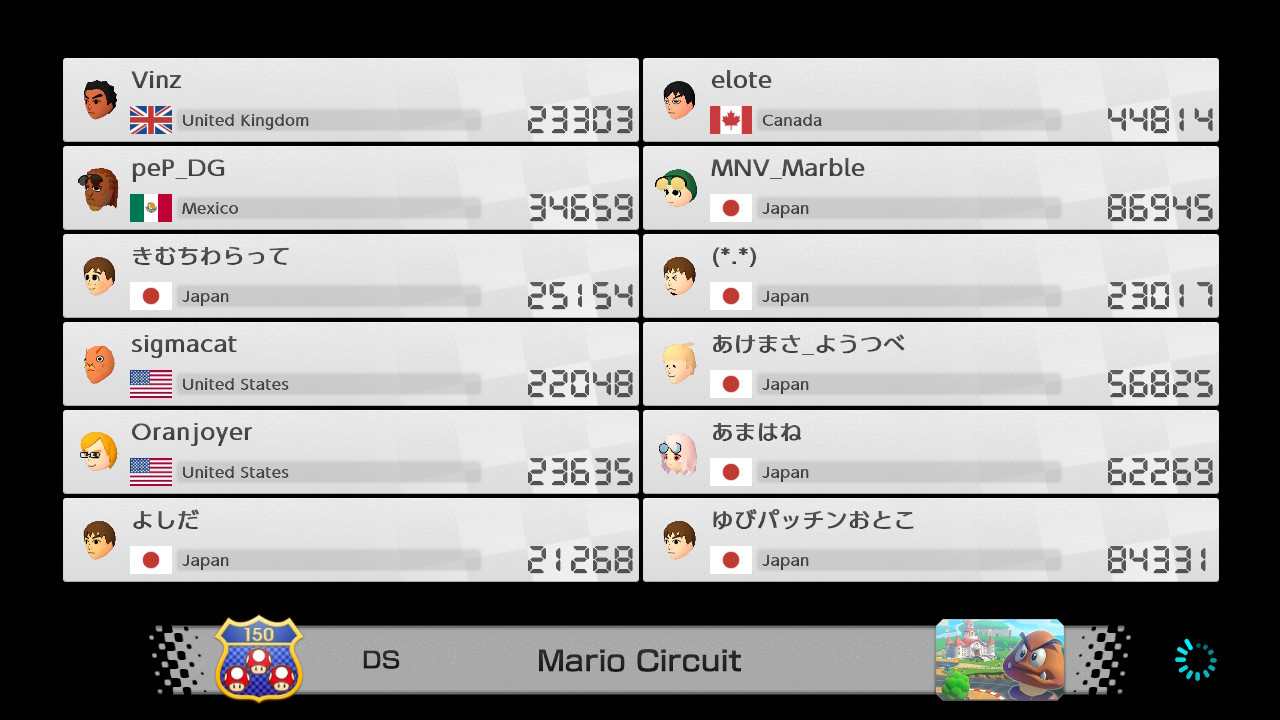 Vinz
United Kingdom 23303
elote
Canada 44814
peP_DG
Mexico 34659
MNV_Marble
Japan 86945
きむちわらって
Japan 25154
(*.*)
Japan 23017
sigmacat
United States 22048
あけまさ_ようつべ
Japan 56825
Oranjoyer
United States 23635
あまはね
Japan 62269
よしだ
Japan 21268
ゆびパッチンおとこ
Japan 84331
150
DS Mario Circuit